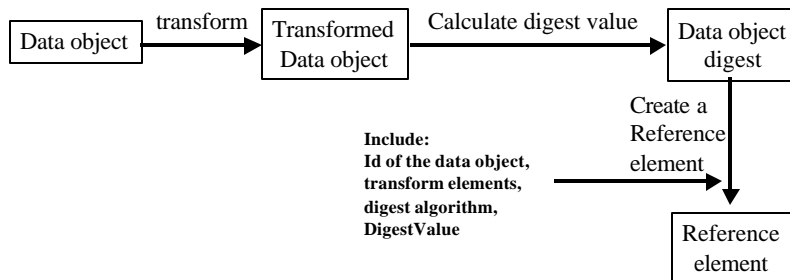 Data object
transform
Transformed
Data object
Calculate digest value
Data object
digest
Create a
Reference
element
Include:
Id of the data object,
transform elements,
digest algorithm,
DigestValue
Reference
element